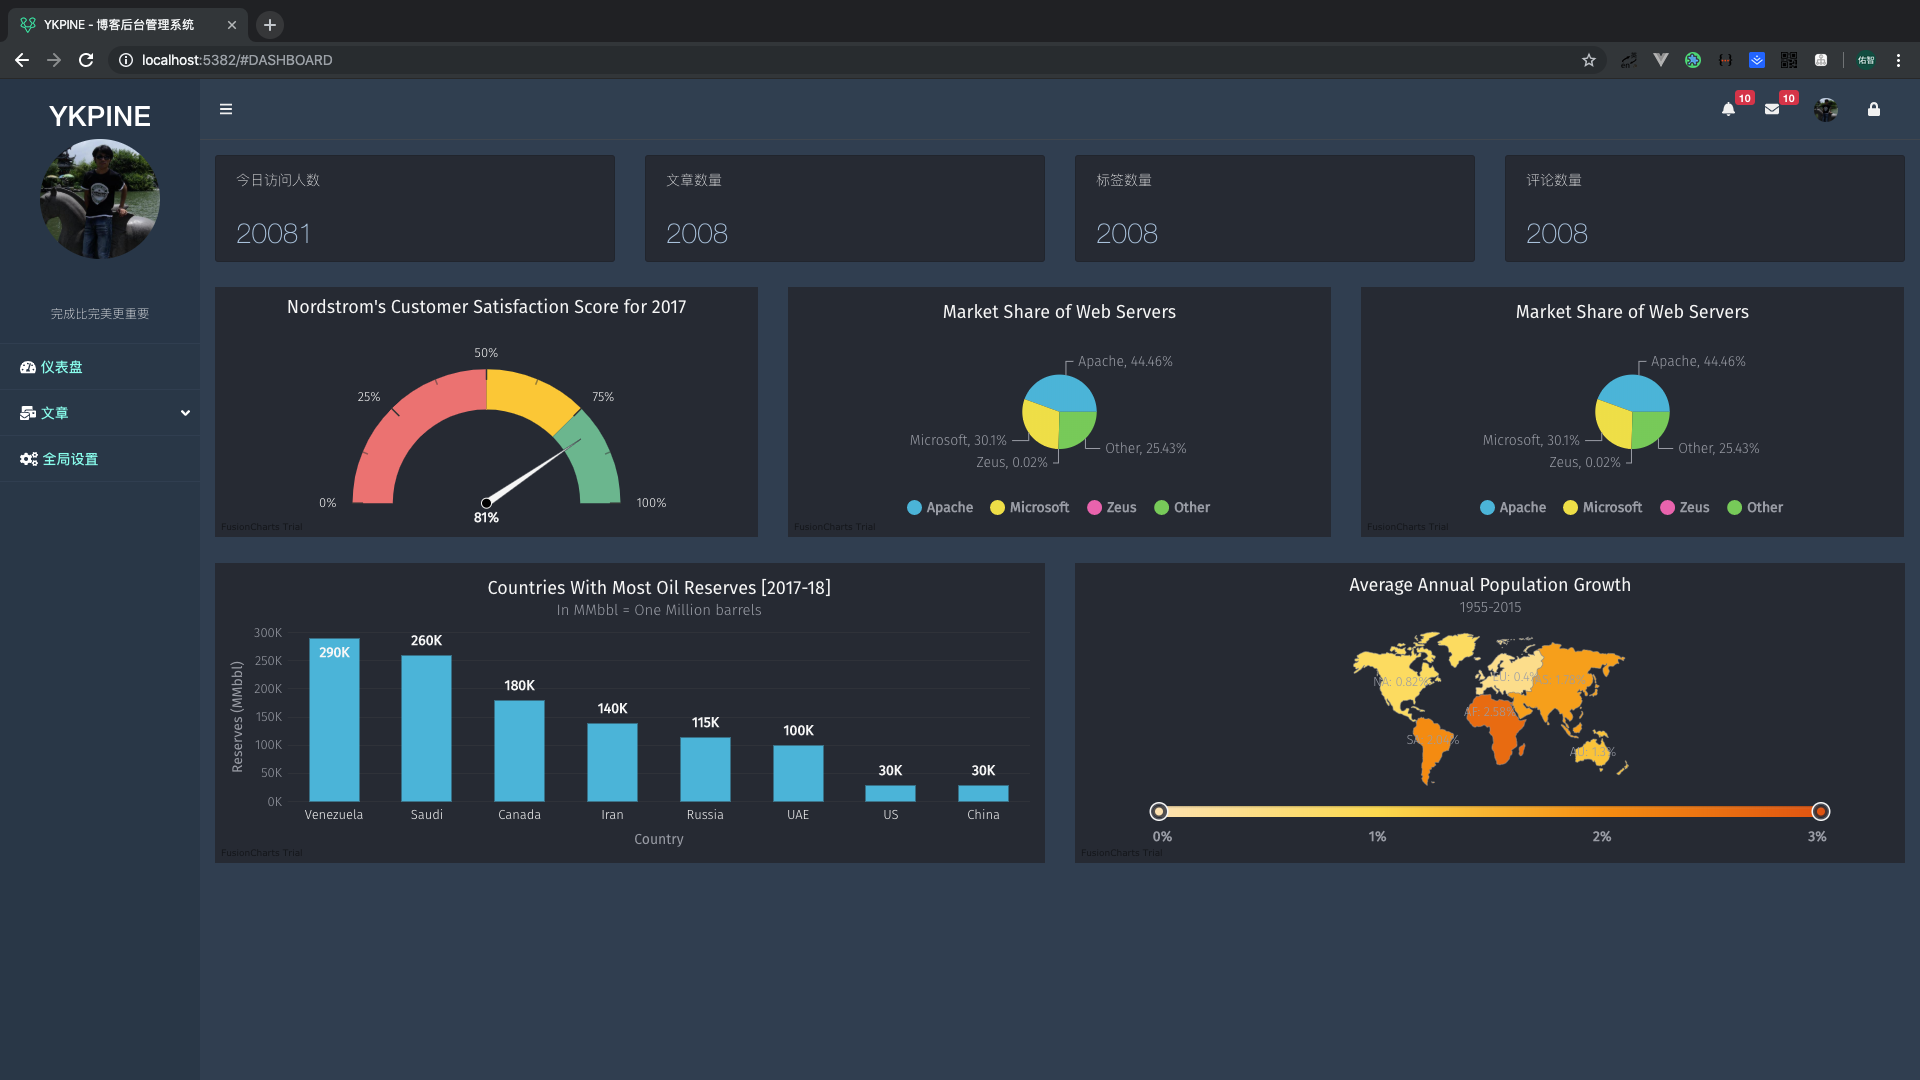 YKPINE - 博客后台管理系统
localhost:5382/#DASHBOARD
佑智
YKPINE
完成比完美更重要
仪表盘
文章
全局设置
10
10
今日访问人数
20081
文章数量
2008
标签数量
2008
评论数量
2008
Nordstrom's Customer Satisfaction Score for 2017
50%
25%
75%
0%
100%
81%
FusionCharts Trial
Market Share of Web Servers
Apache, 44.46%
Microsoft, 30.1%
Other, 25.43%
Zeus, 0.02%
Apache Microsoft Zeus Other
FusionCharts Trial
Market Share of Web Servers
Apache, 44.46%
Microsoft, 30.1%
Other, 25.43%
Zeus, 0.02%
Apache Microsoft Zeus Other
FusionCharts Trial
Countries With Most Oil Reserves [2017-18]
In MMbbl = One Million barrels
Reserves (MMbbl)
300K
250K
200K
150K
100K
50K
0K
290K
260K
180K
140K
115K
100K
30K
30K
Venezuela Saudi Canada Iran Russia UAE US China
Country
FusionCharts Trial
Average Annual Population Growth
1955-2015
NA: 0.82%
AF: 2.58%
0% 1% 2% 3%
FusionCharts Trial